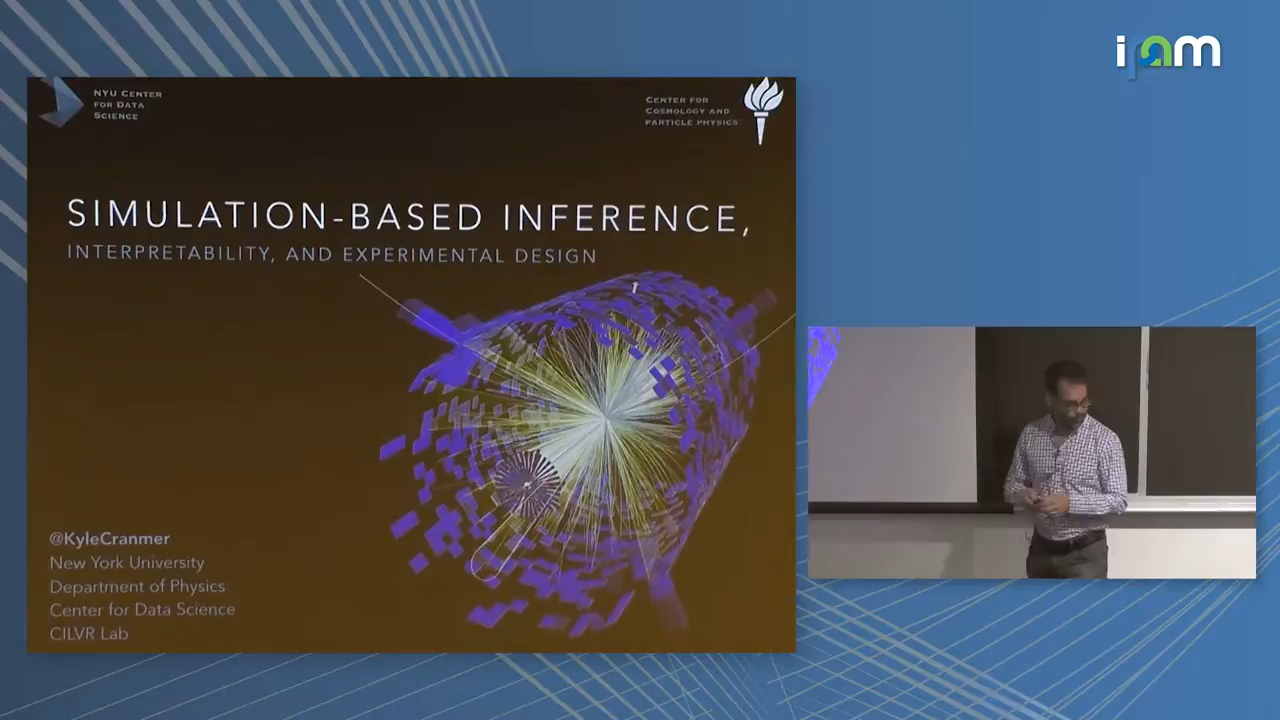 ipam
NYU CENTER
FOR DATA
SCIENCE
CENTER FOR
COSMOLOGY AND
PARTICLE PHYSICS
SIMULATION-BASED INFERENCE,
INTERPRETABILITY, AND EXPERIMENTAL DESIGN
@KyleCranmer
New York University
Department of Physics
Center for Data Science
CILVR Lab